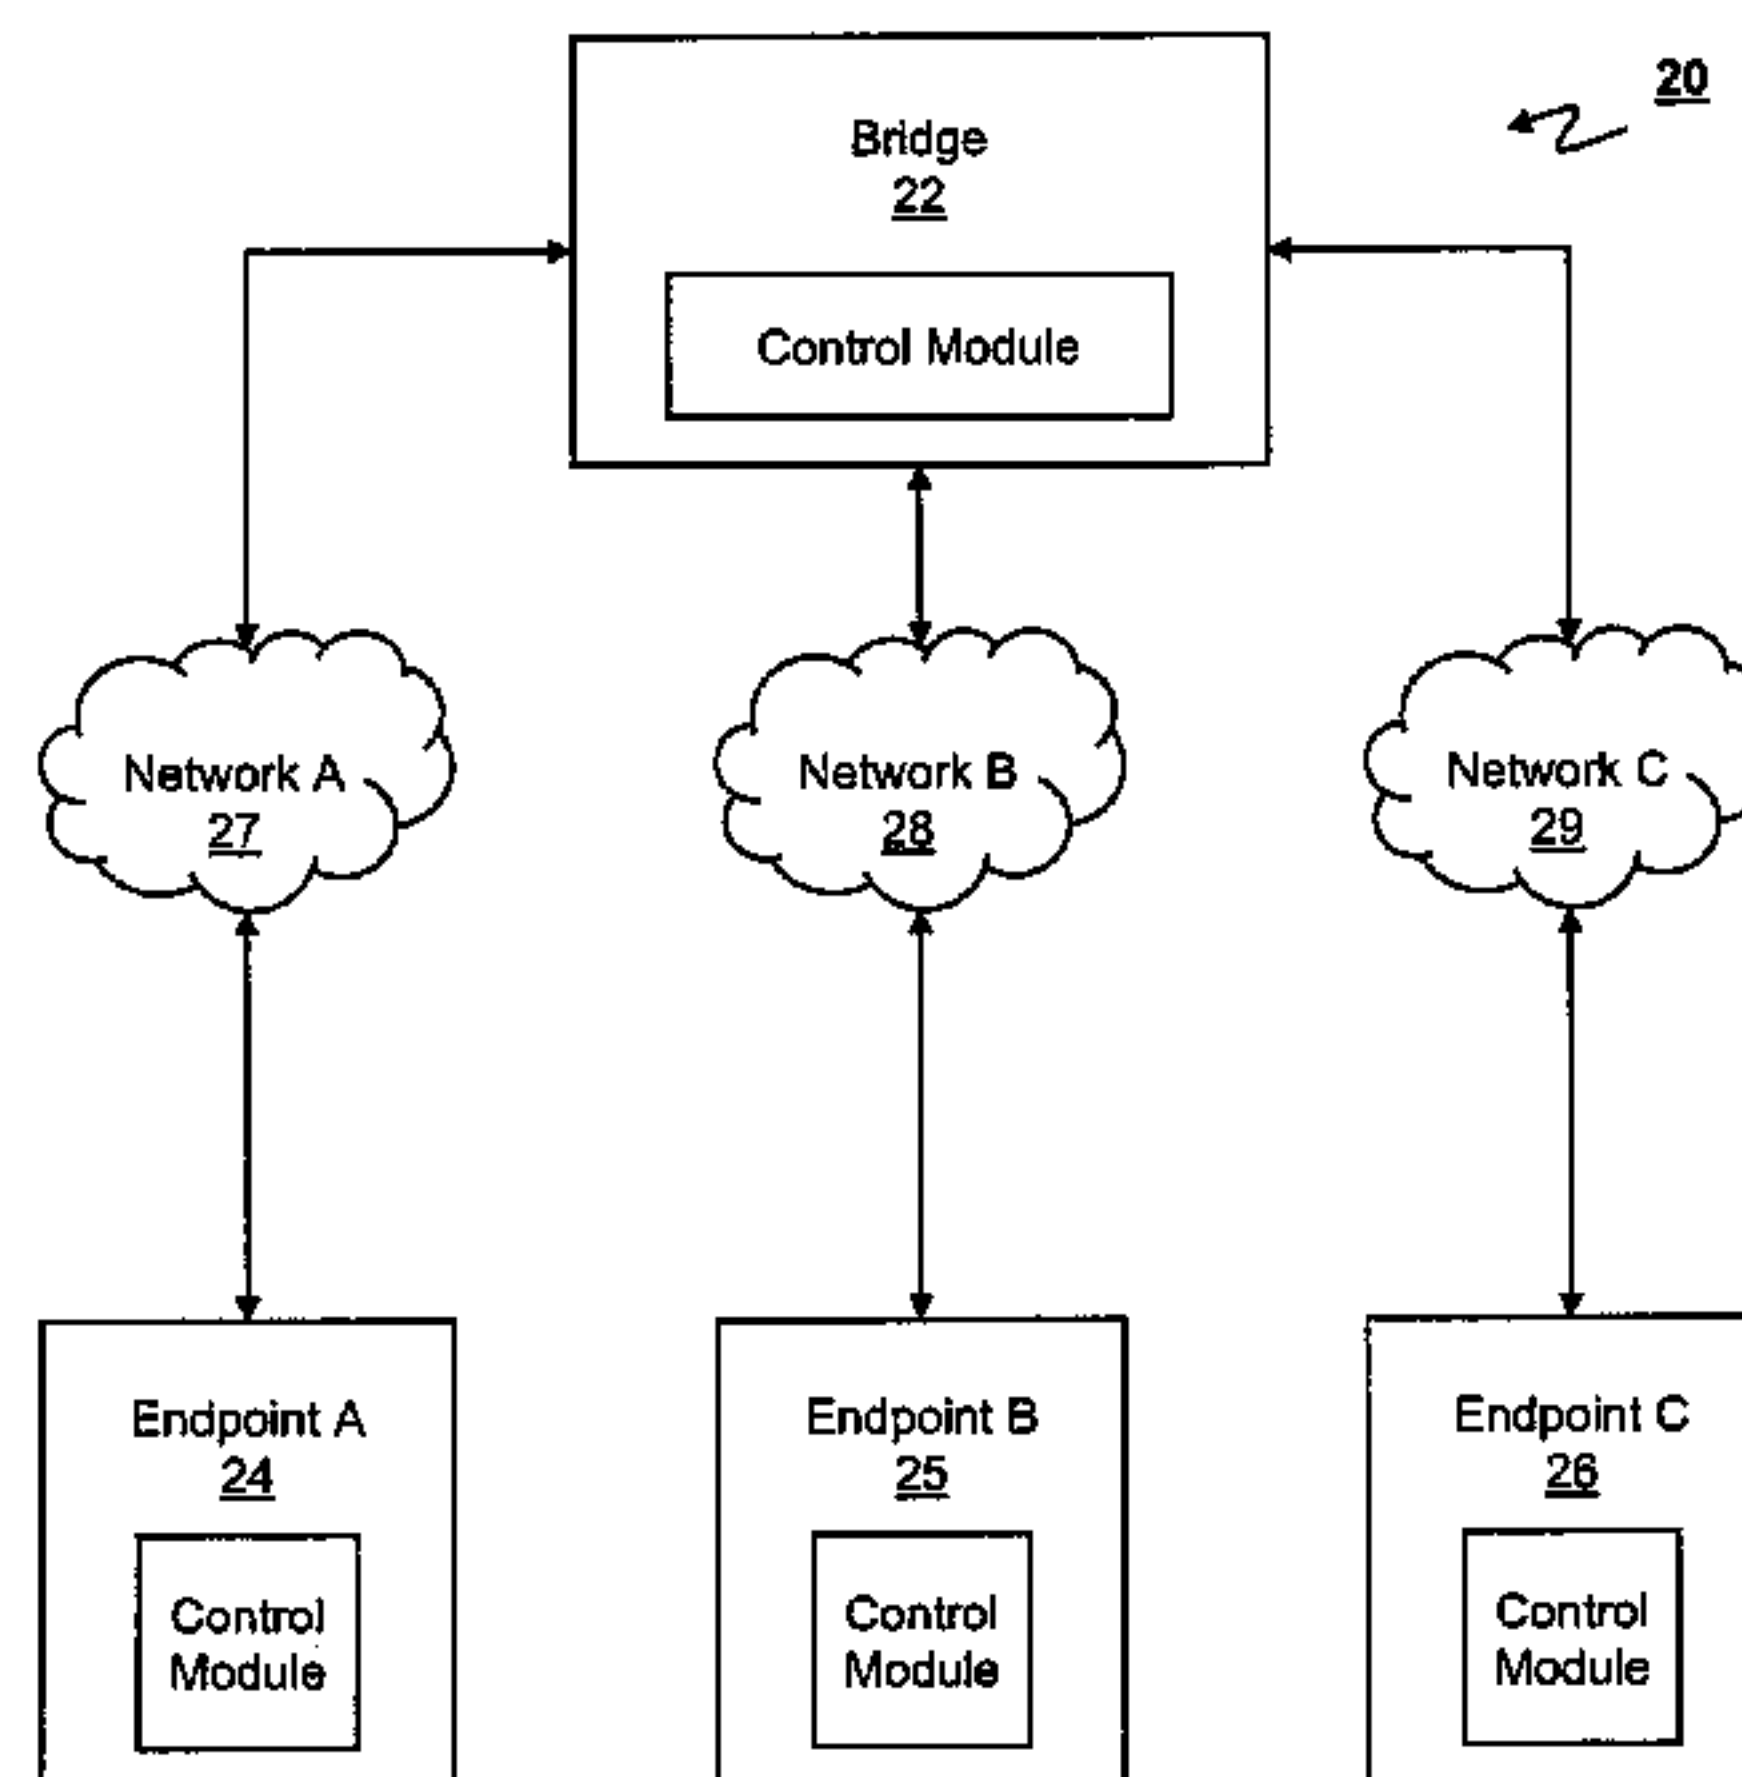 20
Bridge
22
Control Module
Network A
27
Network B
28
Network C
29
Endpoint A
24
Control
Module
Endpoint B
25
Control
Module
Endpoint C
26
Control
Module